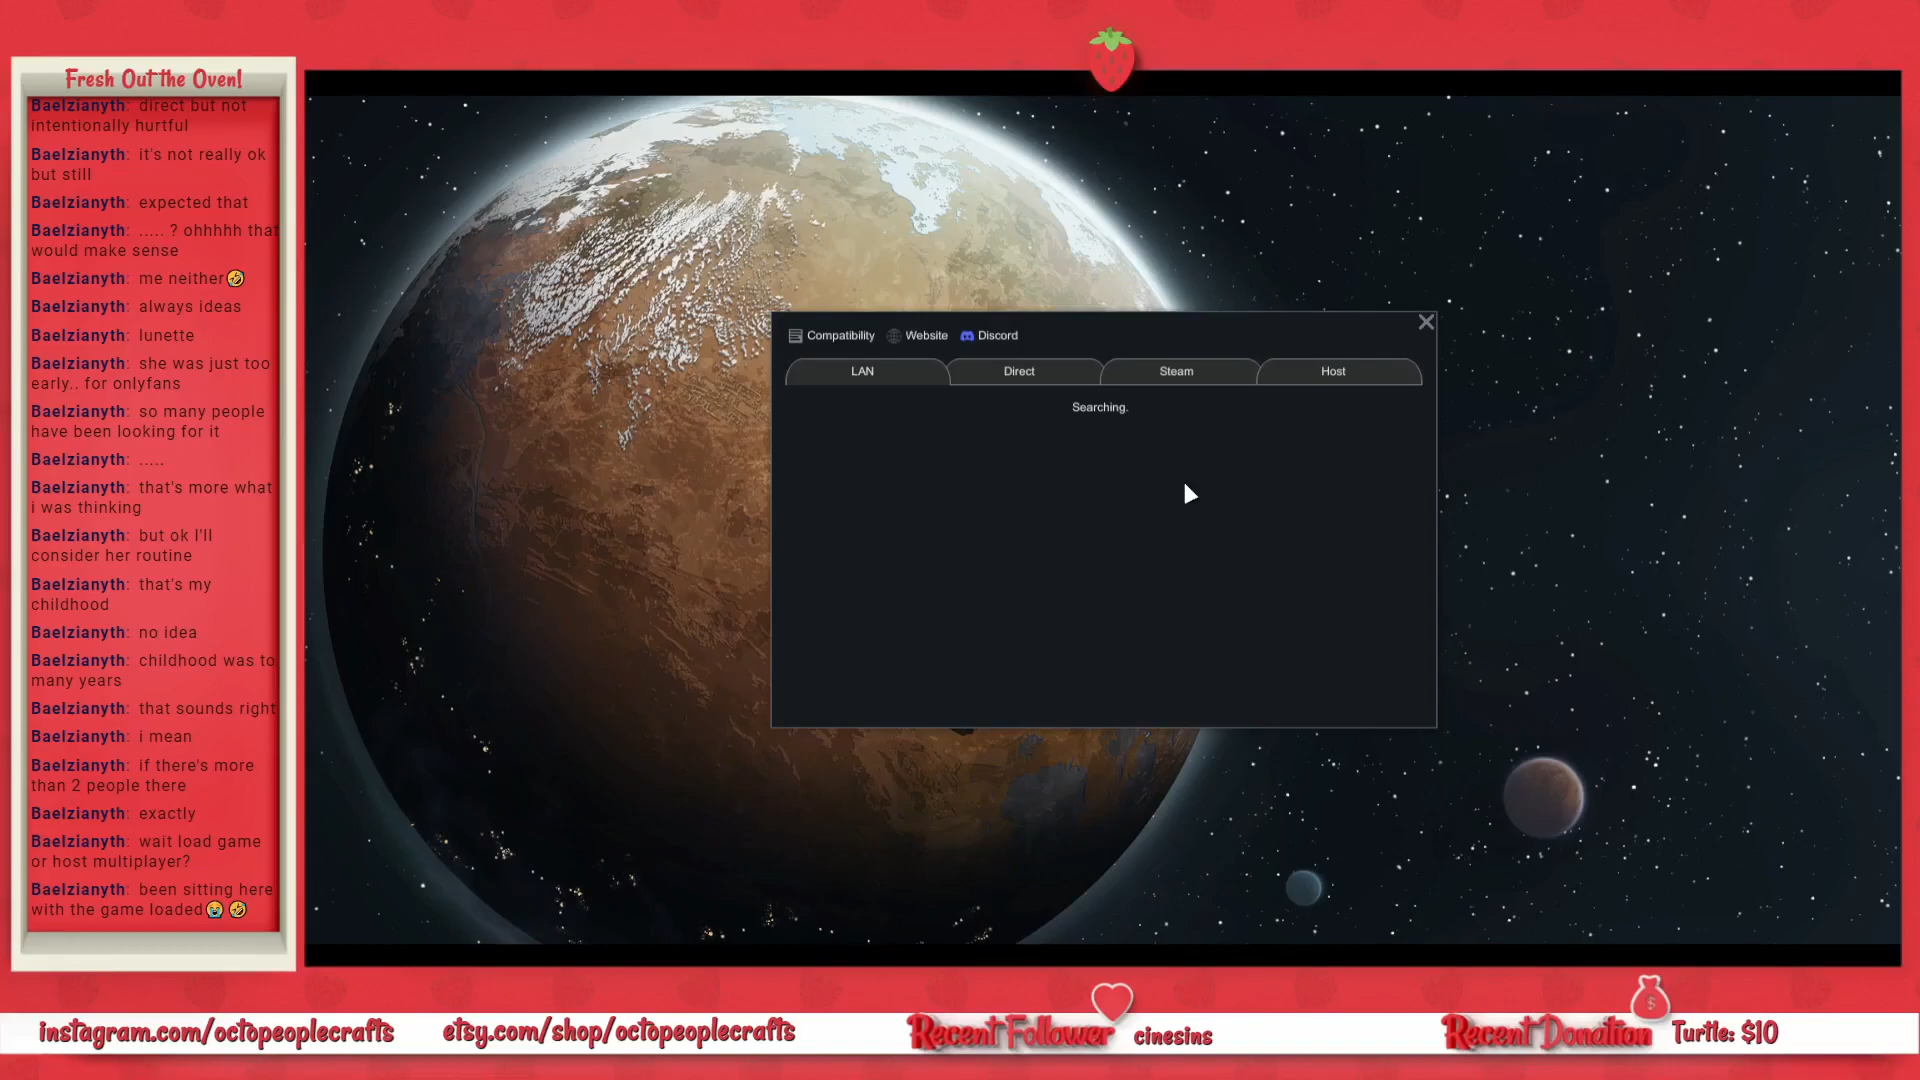 Fresh Out the Oven!
Baelzianyth: direct but not
intentionally hurtful
Baelzianyth: it's not really ok
but still
Baelzianyth: expected that
Baelzianyth: ..... ? ohhhhh that
would make sense
Baelzianyth: me neither🤣
Baelzianyth: always ideas
Baelzianyth: lunette
Baelzianyth: she was just too
early.. for onlyfans
Baelzianyth: so many people
have been looking for it
Baelzianyth: .....
Baelzianyth: that's more what
i was thinking
Baelzianyth: but ok I'll
consider her routine
Baelzianyth: that's my
childhood
Baelzianyth: no idea
Baelzianyth: childhood was to
many years
Baelzianyth: that sounds right
Baelzianyth: i mean
Baelzianyth: if there's more
than 2 people there
Baelzianyth: exactly
Baelzianyth: wait load game
or host multiplayer?
Baelzianyth: been sitting here
with the game loaded😭🤣
Compatibility Website Discord
LAN Direct Steam Host
Searching.
instagram.com/octopeoplecrafts etsy.com/shop/octopeoplecrafts Recent Follower cinesins Recent Donation Turtle: $10